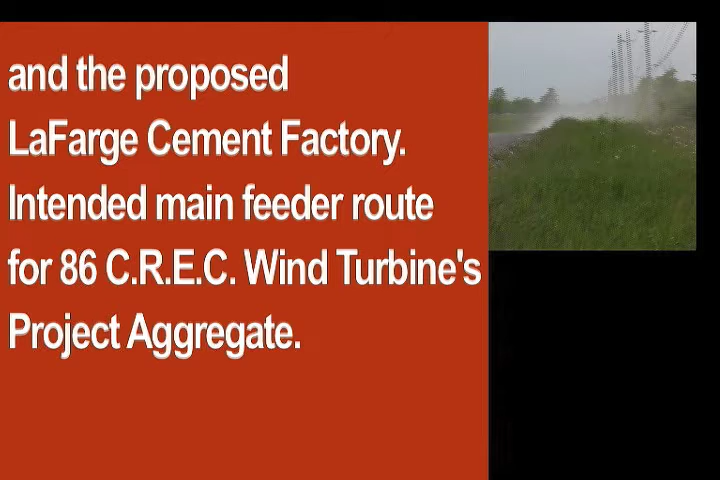 and the proposed
LaFarge Cement Factory.
Intended main feeder route
for 86 C.R.E.C. Wind Turbine's
Project Aggregate.